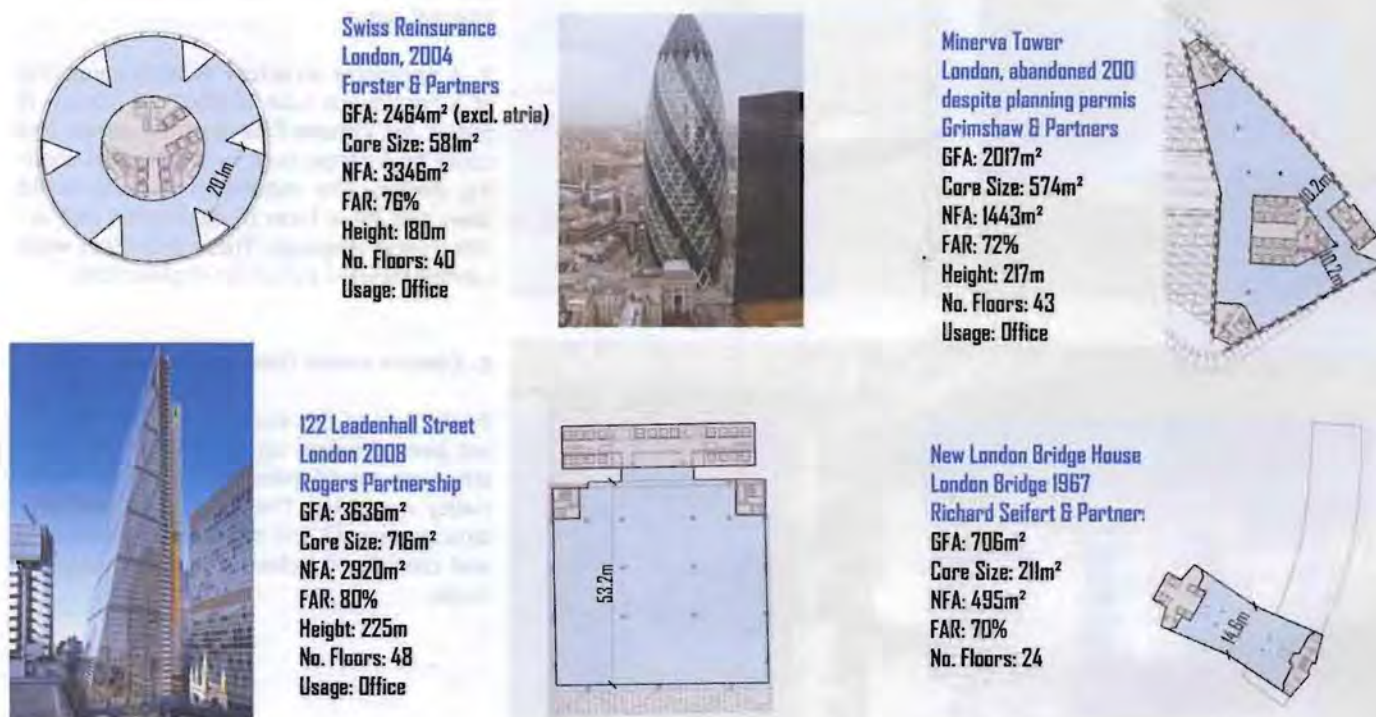 Swiss Reinsurance
London, 2004
Forster & Partners
GFA: 2464m² (excl. atria)
Core Size: 581m²
NFA: 3346m²
FAR: 76%
Height: 180m
No. Floors: 40
Usage: Office
20.1m
Minerva Tower
London, abandoned 200
despite planning permis
Grimshaw & Partners
GFA: 2017m²
Core Size: 574m²
NFA: 1443m²
FAR: 72%
Height: 217m
No. Floors: 43
Usage: Office
10.2m
10.2m
122 Leadenhall Street
London 2008
Rogers Partnership
GFA: 3636m²
Core Size: 716m²
NFA: 2920m²
FAR: 80%
Height: 225m
No. Floors: 48
Usage: Office
53.2m
New London Bridge House
London Bridge 1967
Richard Seifert & Partner
GFA: 706m²
Core Size: 211m²
NFA: 495m²
FAR: 70%
No. Floors: 24
14.6m